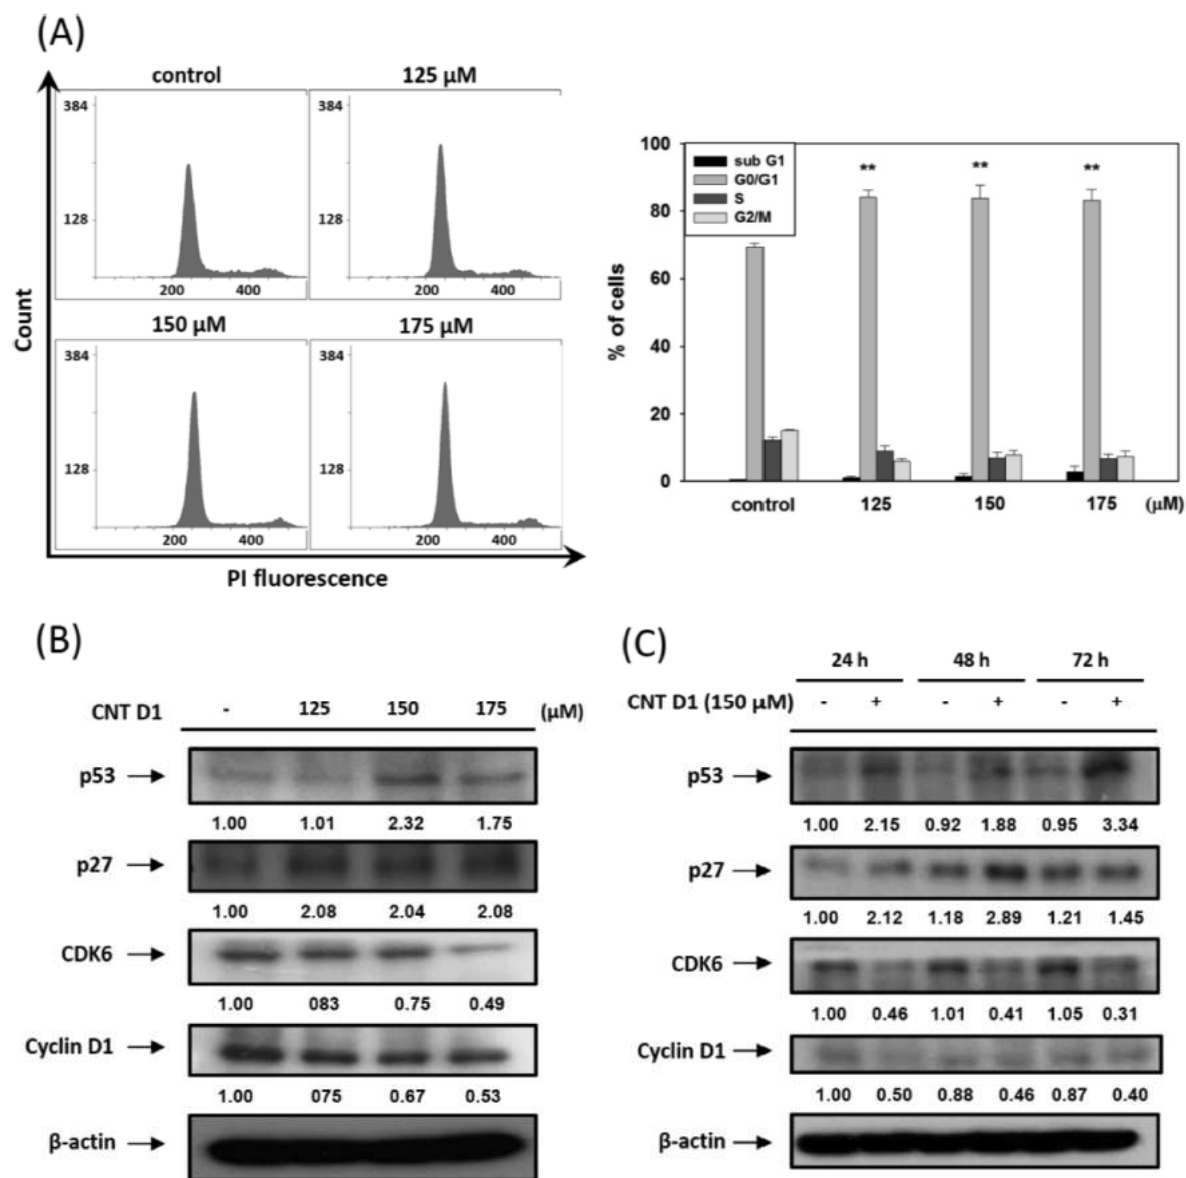 (A)
control
125 μM
384
128
200 400
384
128
200 400
150 μM
175 μM
384
128
200 400
384
128
200 400
Count
PI fluorescence
sub G1
G0/G1
S
G2/M
100
80
60
40
20
0
% of cells
** ** **
control 125 150 175 (μM)
(B)
CNT D1 - 125 150 175 (μM)
p53
1.00 1.01 2.32 1.75
p27
1.00 2.08 2.04 2.08
CDK6
1.00 083 0.75 0.49
Cyclin D1
1.00 075 0.67 0.53
β-actin
(C)
24 h 48 h 72 h
CNT D1 (150 μM) - + - + - +
p53
1.00 2.15 0.92 1.88 0.95 3.34
p27
1.00 2.12 1.18 2.89 1.21 1.45
CDK6
1.00 0.46 1.01 0.41 1.05 0.31
Cyclin D1
1.00 0.50 0.88 0.46 0.87 0.40
β-actin